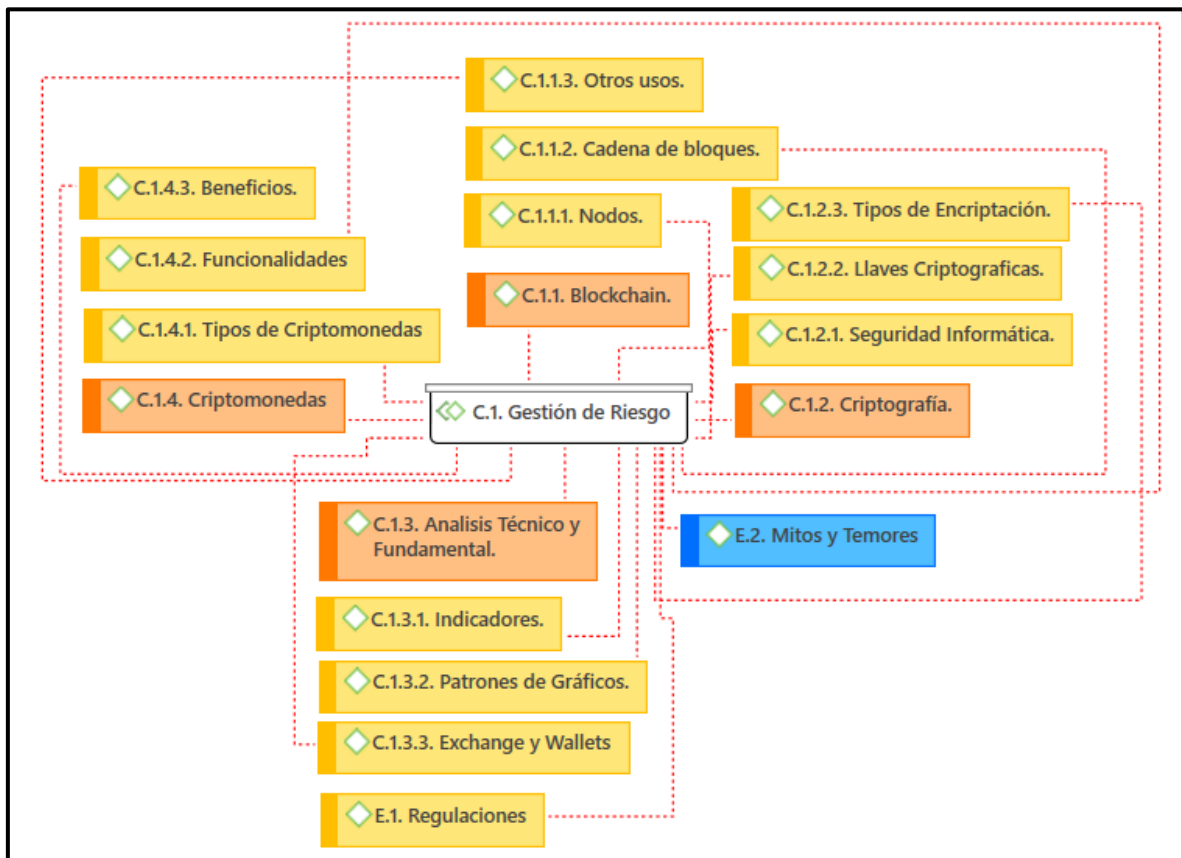 C.1.1.3. Otros usos.
C.1.1.2. Cadena de bloques.
C.1.4.3. Beneficios.
C.1.1.1. Nodos.
C.1.2.3. Tipos de Encriptación.
C.1.4.2. Funcionalidades
C.1.2.2. Llaves Criptograficas.
C.1.1. Blockchain.
C.1.4.1. Tipos de Criptomonedas
C.1.2.1. Seguridad Informática.
C.1.4. Criptomonedas
C.1. Gestión de Riesgo
C.1.2. Criptografía.
C.1.3. Analisis Técnico y
Fundamental.
E.2. Mitos y Temores
C.1.3.1. Indicadores.
C.1.3.2. Patrones de Gráficos.
C.1.3.3. Exchange y Wallets
E.1. Regulaciones